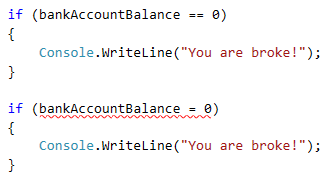 if (bankAccountBalance == 0)
{
    Console.WriteLine("You are broke!");
}
if (bankAccountBalance = 0)
{
    Console.WriteLine("You are broke!");
}